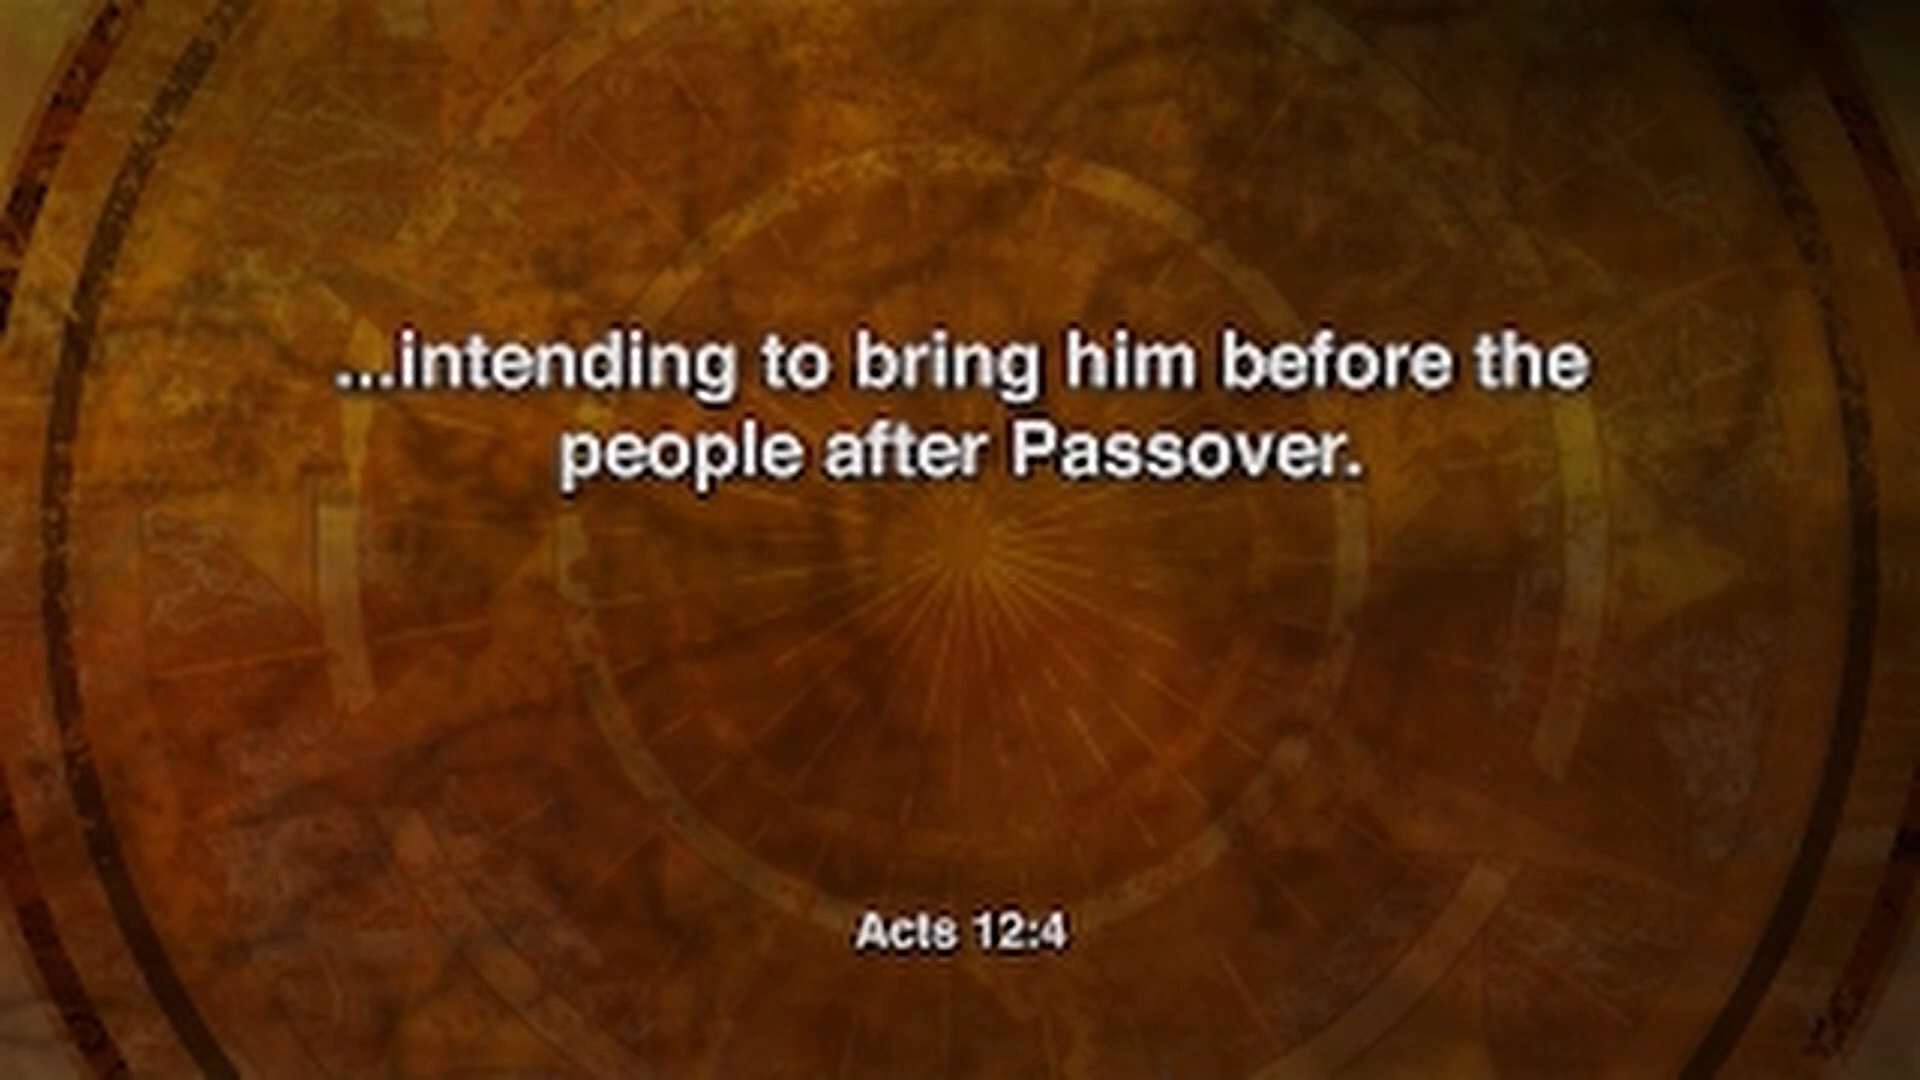 ...intending to bring him before the
people after Passover.
Acts 12:4